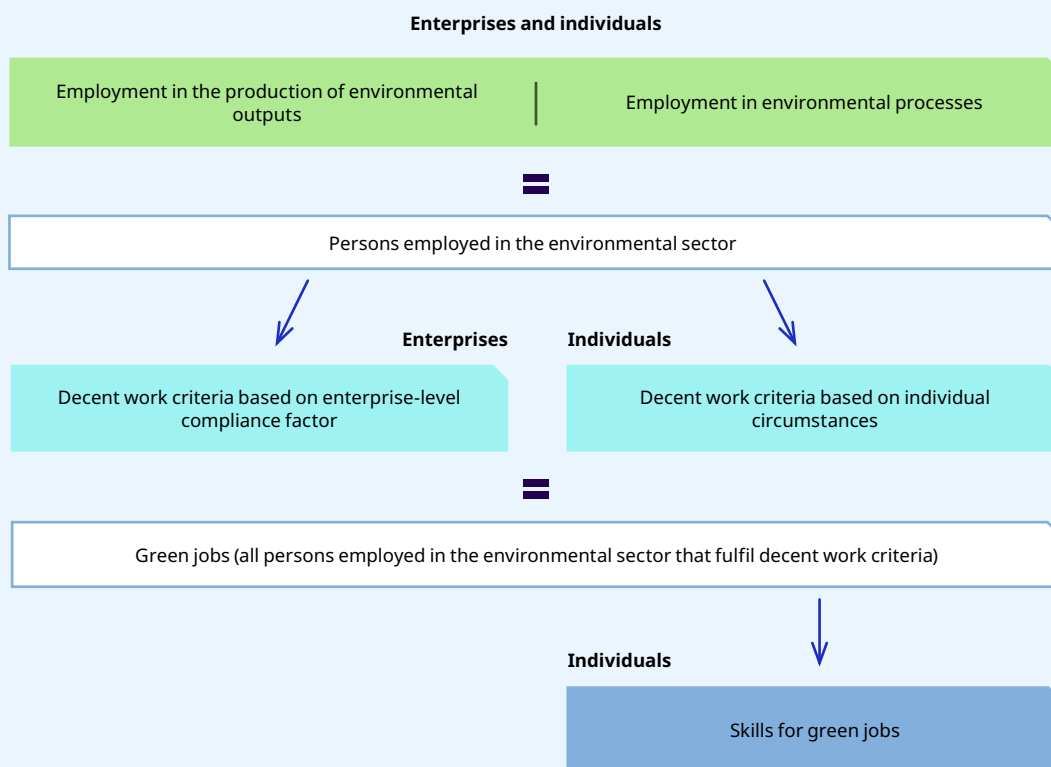 Enterprises and individuals
Employment in the production of environmental
outputs
Employment in environmental processes
Persons employed in the environmental sector
Enterprises
Individuals
Decent work criteria based on enterprise-level
compliance factor
Decent work criteria based on individual
circumstances
Green jobs (all persons employed in the environmental sector that fulfil decent work criteria)
Individuals
Skills for green jobs